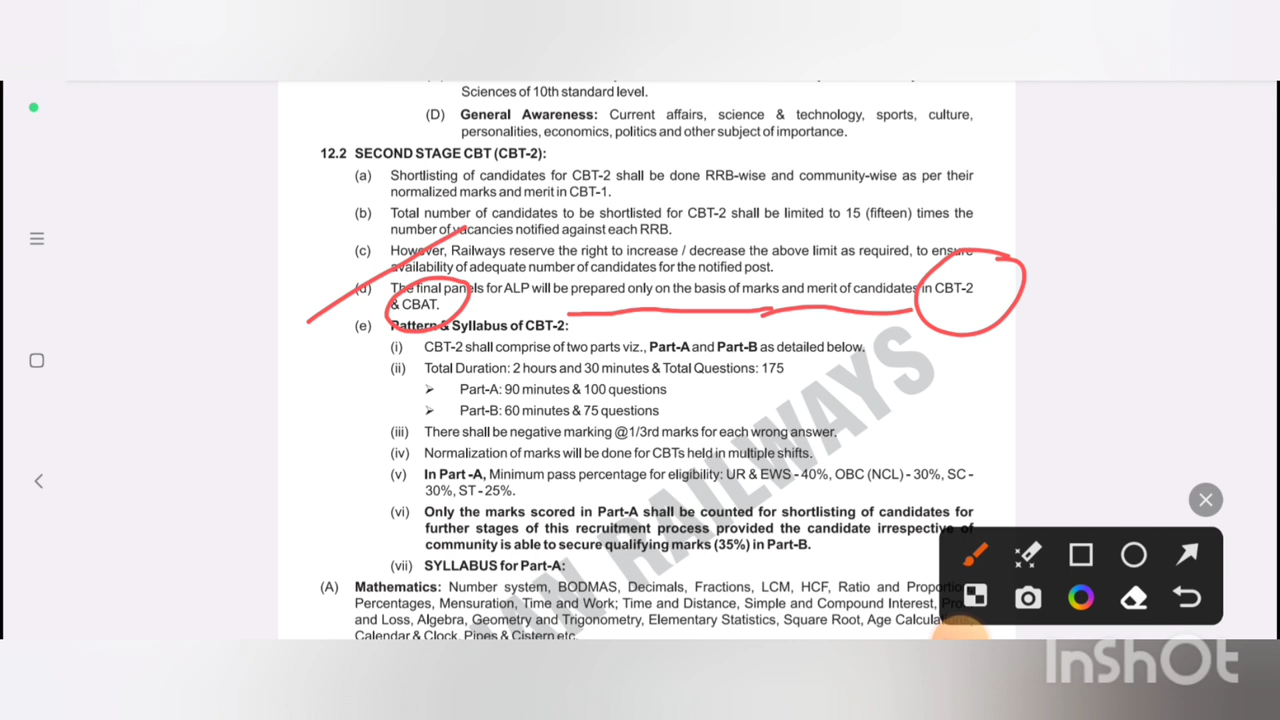 Sciences of 10th standard level.
(D) General Awareness: Current affairs, science & technology, sports, culture,
personalities, economics, politics and other subject of importance.
12.2 SECOND STAGE CBT (CBT-2):
(a) Shortlisting of candidates for CBT-2 shall be done RRB-wise and community-wise as per their
normalized marks and merit in CBT-1.
(b) Total number of candidates to be shortlisted for CBT-2 shall be limited to 15 (fifteen) times the
number of vacancies notified against each RRB.
(c) However, Railways reserve the right to increase / decrease the above limit as required, to ensure
availability of adequate number of candidates for the notified post.
(d) The final panels for ALP will be prepared only on the basis of marks and merit of candidates in CBT-2
& CBAT.
(e) Pattern & Syllabus of CBT-2:
(i) CBT-2 shall comprise of two parts viz., Part-A and Part-B as detailed below.
(ii) Total Duration: 2 hours and 30 minutes & Total Questions: 175
➢ Part-A: 90 minutes & 100 questions
➢ Part-B: 60 minutes & 75 questions
(iii) There shall be negative marking @1/3rd marks for each wrong answer.
(iv) Normalization of marks will be done for CBTs held in multiple shifts.
(v) In Part -A, Minimum pass percentage for eligibility: UR & EWS - 40%, OBC (NCL) - 30%, SC -
30%, ST - 25%.
(vi) Only the marks scored in Part-A shall be counted for shortlisting of candidates for
further stages of this recruitment process provided the candidate irrespective of
community is able to secure qualifying marks (35%) in Part-B.
(vii) SYLLABUS for Part-A:
(A) Mathematics: Number system, BODMAS, Decimals, Fractions, LCM, HCF, Ratio and
Percentages, Mensuration, Time and Work; Time and Distance, Simple and Compound Interest,
and Loss, Algebra, Geometry and Trigonometry, Elementary Statistics, Square Root, Age
Calendar & Clock, Pipes & Cistern etc.
RAILWAYS
InShOt